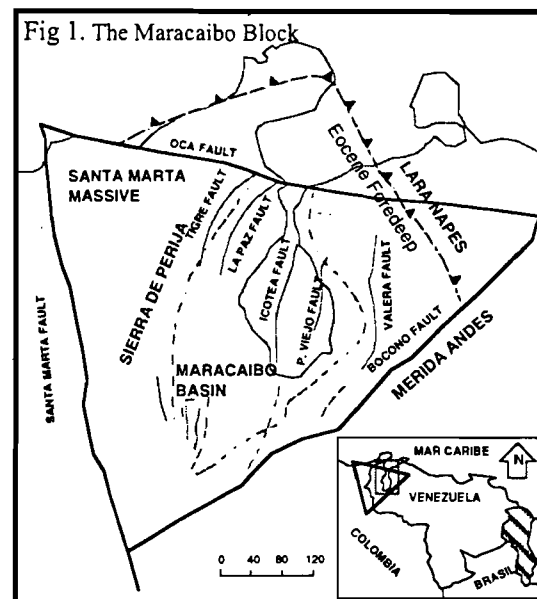 Fig 1. The Maracaibo Block
OCA FAULT
SANTA MARTA
MASSIVE
TIGRE FAULT
LA PAZ FAULT
SIERRA DE PERIJA
SANTA MARTA FAULT
ICOTEA FAULT
P. VIEJO FAULT
VALERA FAULT
Eocene Foredeep
LARA NAPES
BOCONO FAULT
MERIDA ANDES
MARACAIBO
BASIN
0 40 80 120
MAR CARIBE
N
VENEZUELA
COLOMBIA
BRASIL